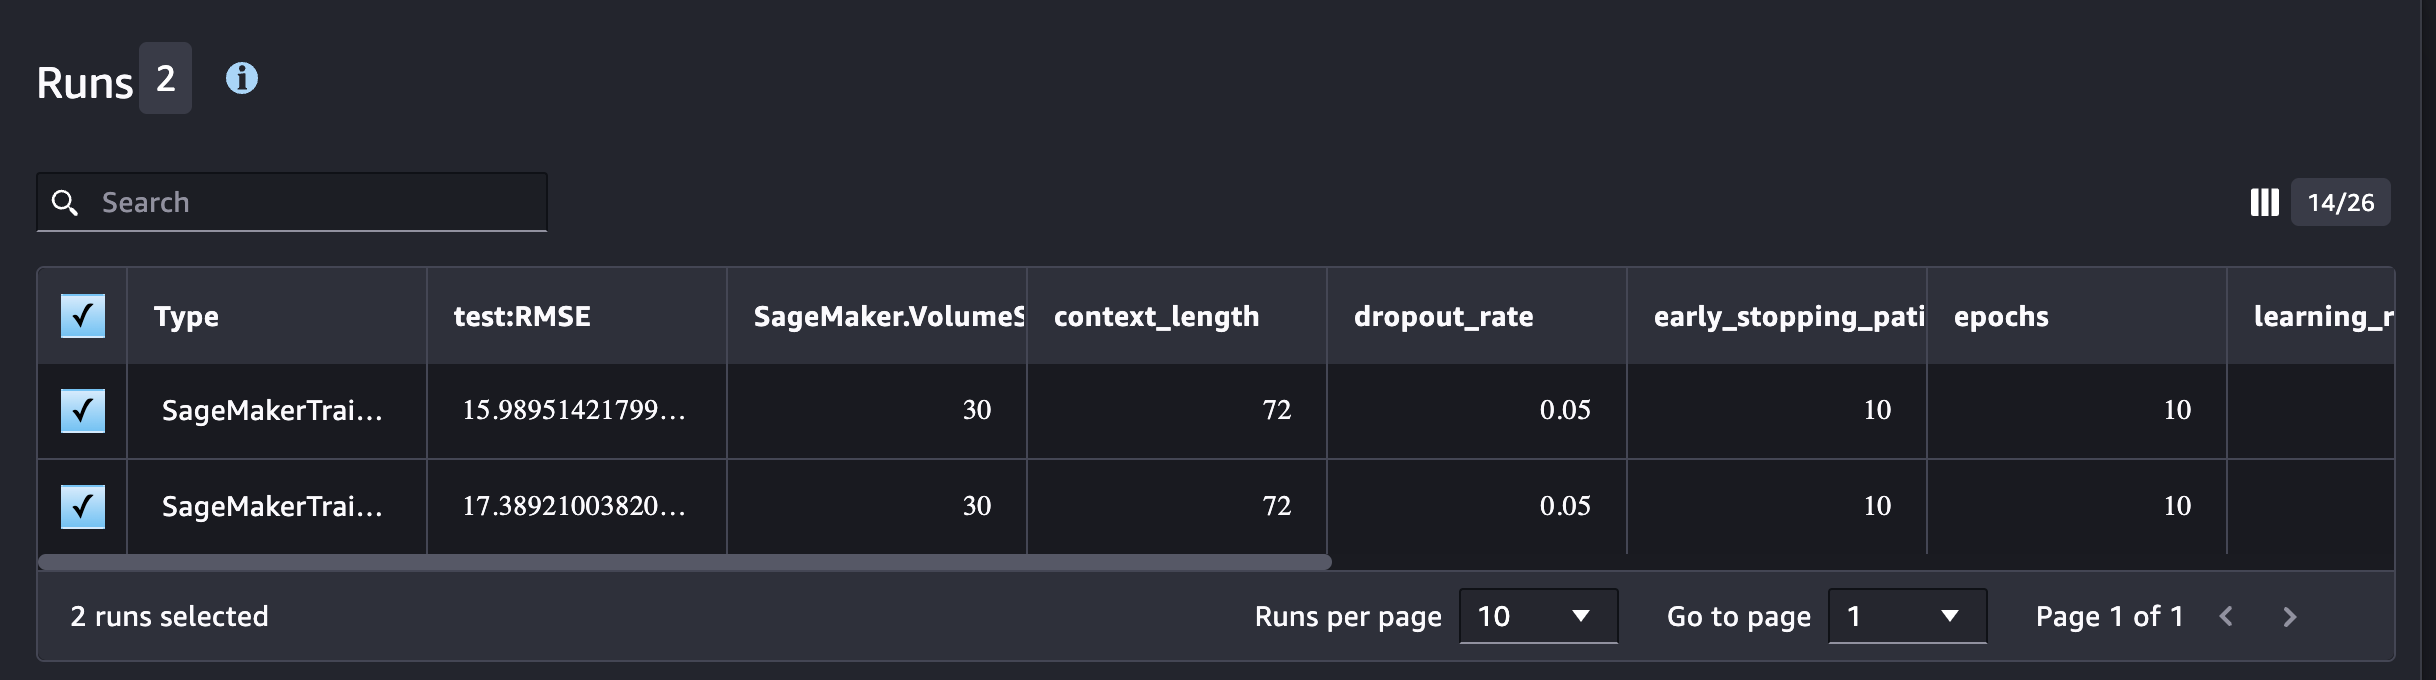 Runs 2
Search
14/26
Type test:RMSE SageMaker.VolumeS context_length dropout_rate early_stopping_pati epochs learning_r
SageMakerTrai... 15.98951421799... 30 72 0.05 10 10
SageMakerTrai... 17.38921003820... 30 72 0.05 10 10
2 runs selected Runs per page 10 Go to page 1 Page 1 of 1